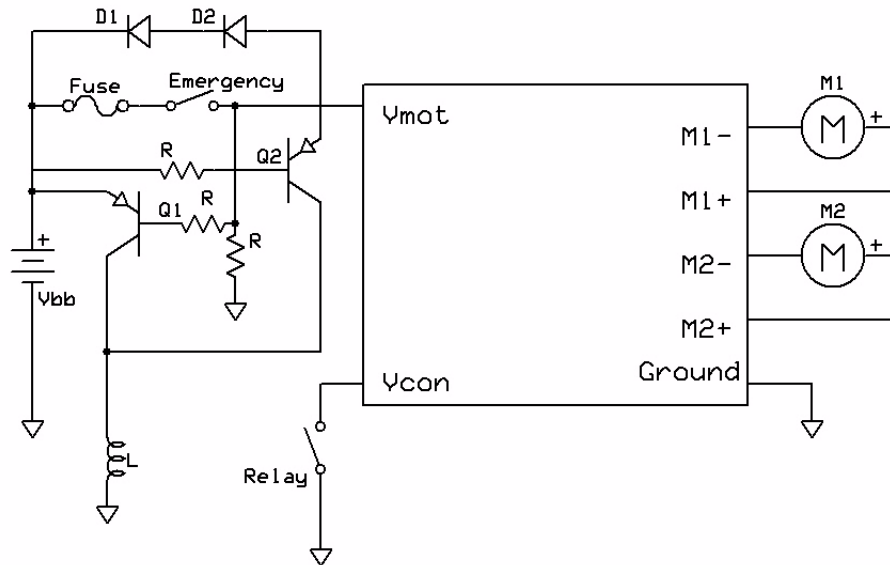 D1 D2
Fuse Emergency
Vmot
M1
M
+
M1-
R Q2
M1+
Q1 R
M2
M
+
R
M2-
+
Vbb
M2+
Vcon Ground
L
Relay